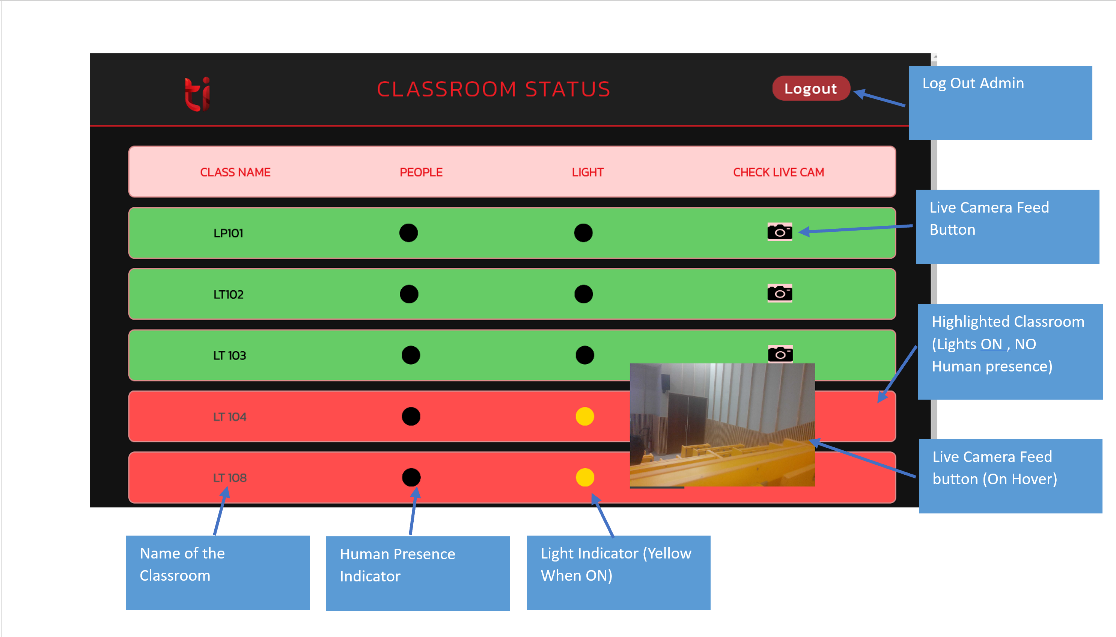 ti
CLASSROOM STATUS
Logout
Log Out Admin
CLASS NAME PEOPLE LIGHT CHECK LIVE CAM
LP101
Live Camera Feed
Button
LT102
Highlighted Classroom
(Lights ON , NO
Human presence)
LT 103
LT 104
Live Camera Feed
button (On Hover)
LT 108
Name of the
Classroom
Human Presence
Indicator
Light Indicator (Yellow
When ON)